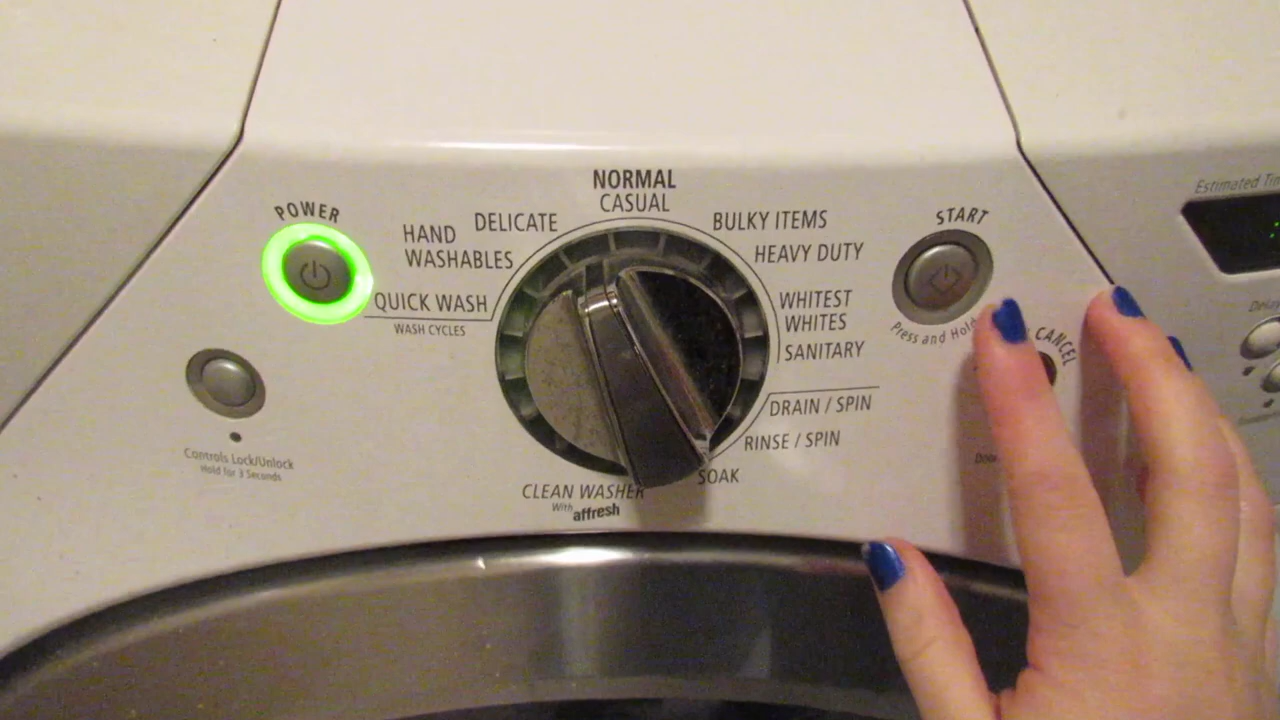 POWER
HAND
WASHABLES
DELICATE
NORMAL
CASUAL
BULKY ITEMS
HEAVY DUTY
START
Press and Hold
CANCEL
Estimated
QUICK WASH
WASH CYCLES
WHITEST
WHITES
SANITARY
DRAIN / SPIN
RINSE / SPIN
SOAK
CLEAN WASHER
With affresh
Controls Lock/Unlock
Hold for 3 Seconds